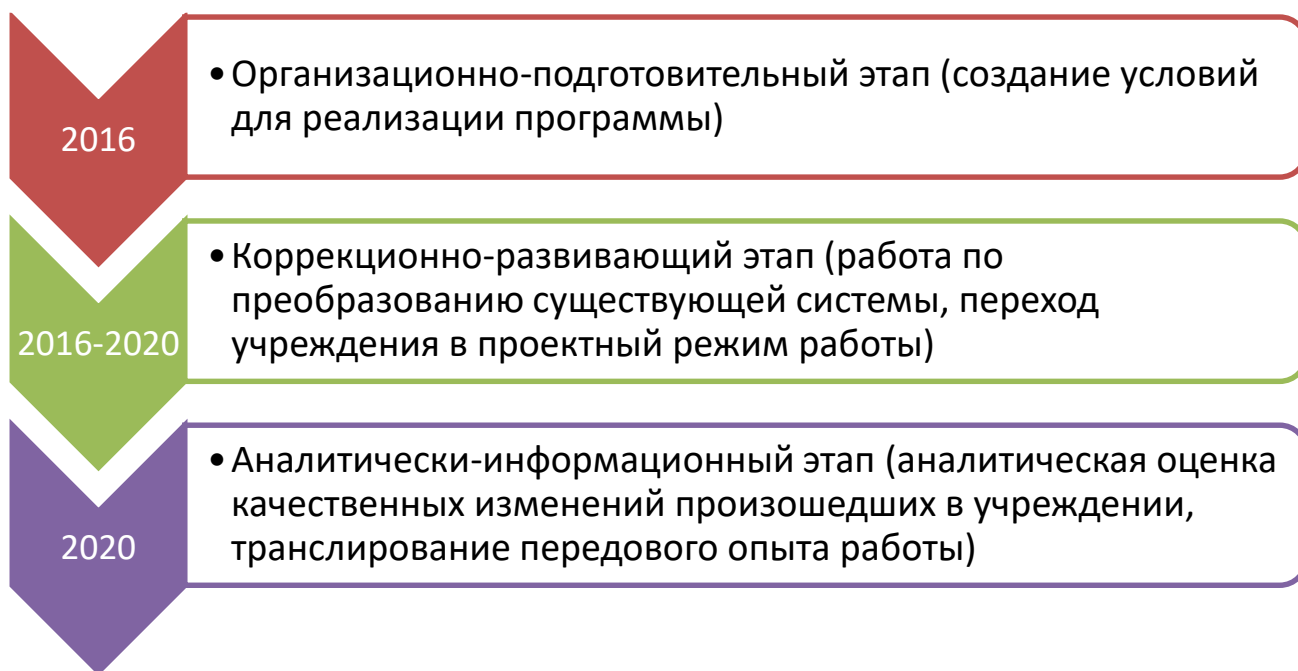 2016
•Организационно-подготовительный этап (создание условий
для реализации программы)
2016-2020
•Коррекционно-развивающий этап (работа по
преобразованию существующей системы, переход
учреждения в проектный режим работы)
2020
•Аналитически-информационный этап (аналитическая оценка
качественных изменений произошедших в учреждении,
транслирование передового опыта работы)